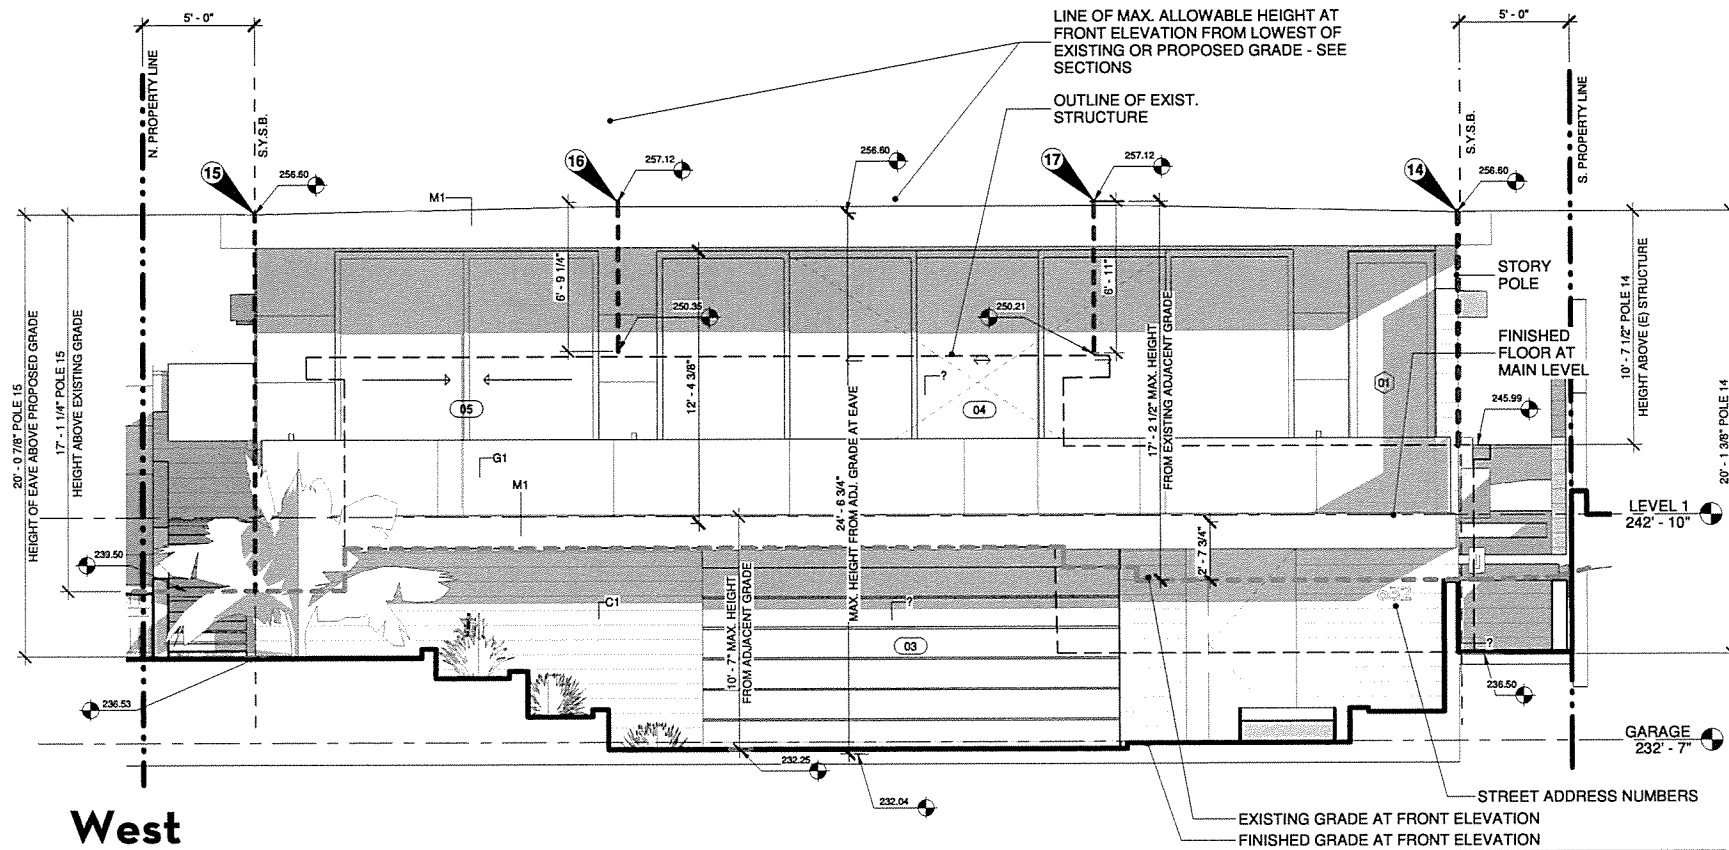 5' - 0"
5' - 0"
LINE OF MAX. ALLOWABLE HEIGHT AT
FRONT ELEVATION FROM LOWEST OF
EXISTING OR PROPOSED GRADE - SEE
SECTIONS
OUTLINE OF EXIST.
STRUCTURE
N. PROPERTY LINE
S.Y.S.B.
S.Y.S.B.
S. PROPERTY LINE
15
256.60
16
257.12
256.60
17
257.12
14
256.60
M1
20' - 0 7/8" POLE 15
HEIGHT OF EAVE ABOVE PROPOSED GRADE
17' - 1 1/4" POLE 15
HEIGHT ABOVE EXISTING GRADE
6' - 9 1/4"
250.35
12' - 4 3/8"
24' - 6 3/4"
MAX. HEIGHT FROM ADJ. GRADE AT EAVE
250.21
6' - 11"
17' - 2 1/2" MAX. HEIGHT
FROM EXISTING ADJACENT GRADE
STORY
POLE
FINISHED
FLOOR AT
MAIN LEVEL
10' - 7 1/2" POLE 14
HEIGHT ABOVE (E) STRUCTURE
20' - 1 3/8" POLE 14
05
?
04
01
245.99
G1
M1
LEVEL 1
242' - 10"
239.50
2' - 7 3/4"
10' - 7" MAX. HEIGHT
FROM ADJACENT GRADE
C1
?
03
632
?
236.53
236.50
232.25
232.04
GARAGE
232' - 7"
STREET ADDRESS NUMBERS
EXISTING GRADE AT FRONT ELEVATION
FINISHED GRADE AT FRONT ELEVATION
West